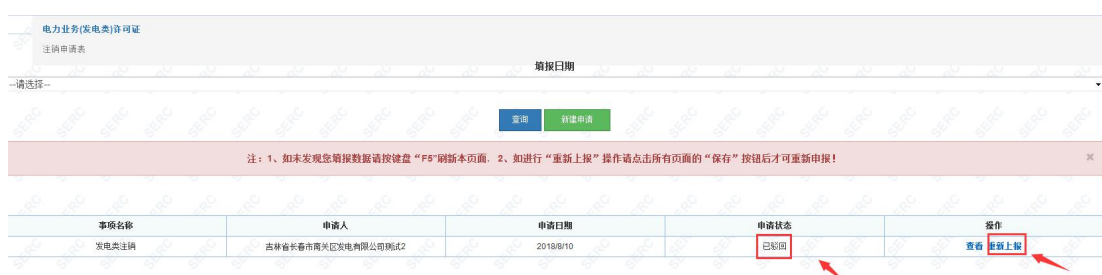 电力业务(发电类)许可证
注销申请表
填报日期
--请选择--
查询 新建申请
注：1、如未发现您填报数据请按键盘“F5”刷新本页面. 2、如进行“重新上报”操作请点击所有页面的“保存”按钮后才可重新申报！ ×
事项名称 申请人 申请日期 申请状态 操作
发电类注销 吉林省长春市南关区发电有限公司测试2 2018/8/10 已驳回 查看 重新上报